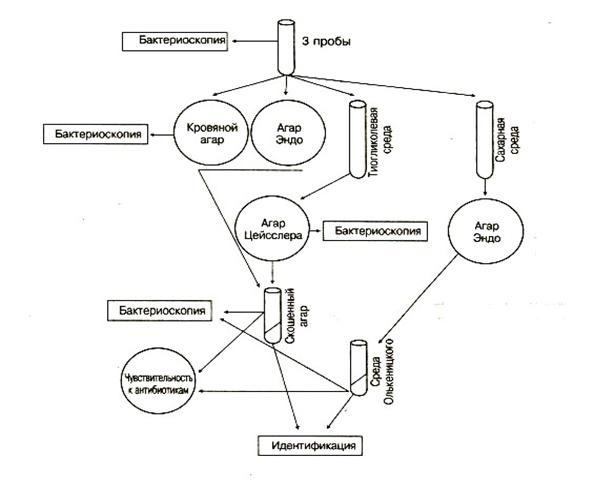 Бактериоскопия
3 пробы
Бактериоскопия
Кровяной
агар
Агар
Эндо
Тиогликолевая
среда
Сахарная
среда
Агар
Цейсслера
Бактериоскопия
Агар
Эндо
Бактериоскопия
Скошенный
агар
Чувствительность
к антибиотикам
Среда
Олькеницкого
Идентификация